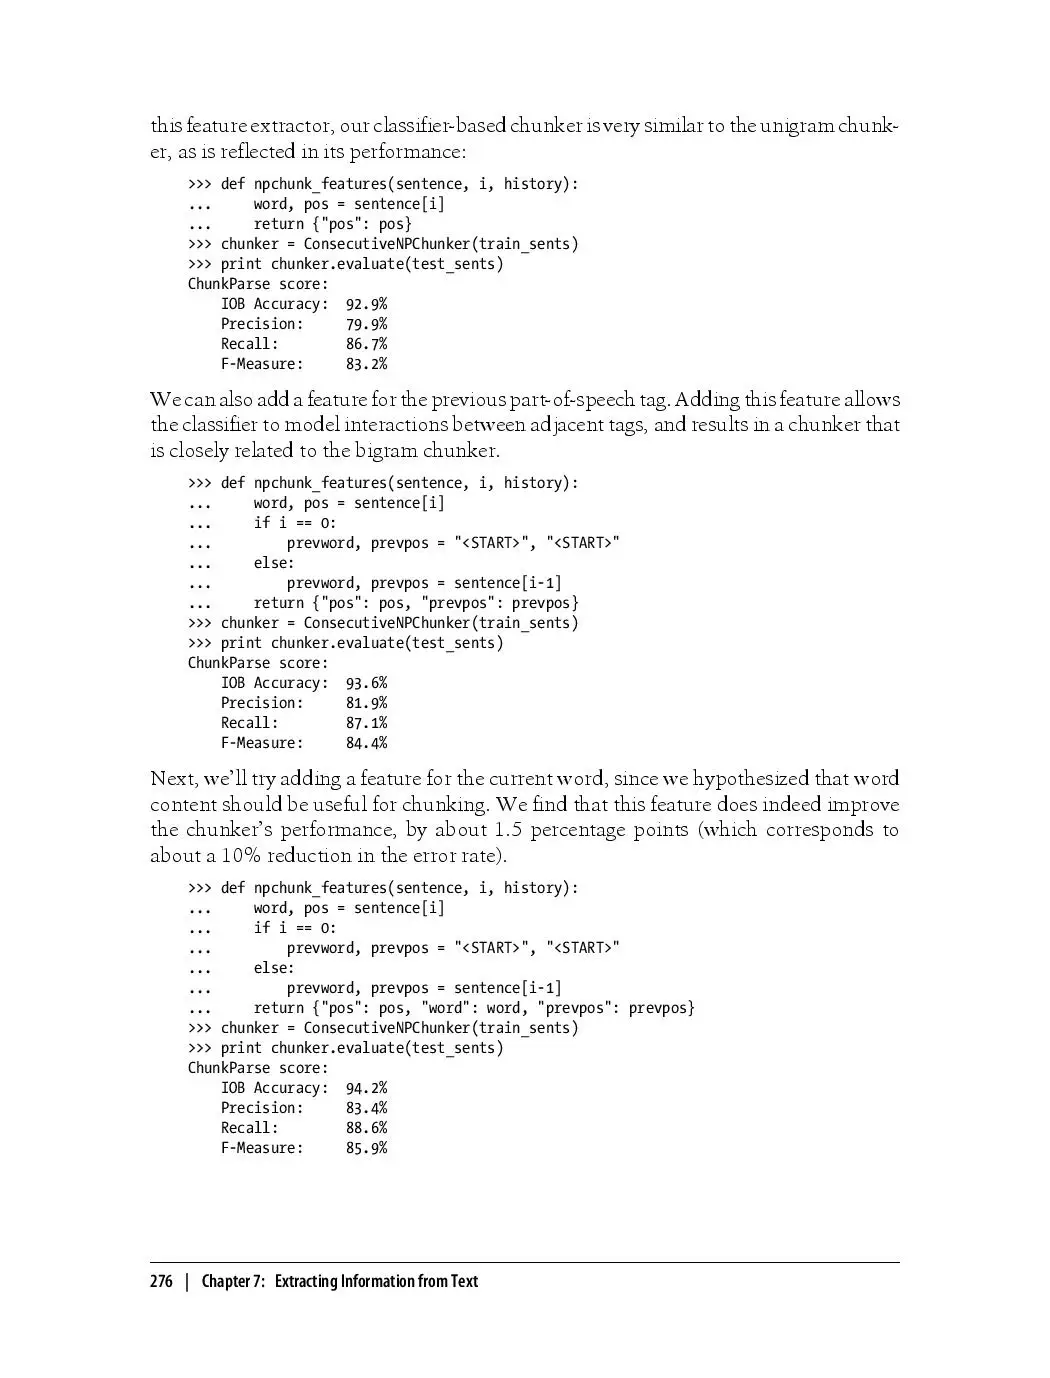 this feature extractor, our classifier-based chunker is very similar to the unigram chunk-
er, as is reflected in its performance:
>>> def npchunk_features(sentence, i, history):
...     word, pos = sentence[i]
...     return {"pos": pos}
>>> chunker = ConsecutiveNPChunker(train_sents)
>>> print chunker.evaluate(test_sents)
ChunkParse score:
    IOB Accuracy:  92.9%
    Precision:     79.9%
    Recall:        86.7%
    F-Measure:     83.2%
We can also add a feature for the previous part-of-speech tag. Adding this feature allows
the classifier to model interactions between adjacent tags, and results in a chunker that
is closely related to the bigram chunker.
>>> def npchunk_features(sentence, i, history):
...     word, pos = sentence[i]
...     if i == 0:
...         prevword, prevpos = "<START>", "<START>"
...     else:
...         prevword, prevpos = sentence[i-1]
...     return {"pos": pos, "prevpos": prevpos}
>>> chunker = ConsecutiveNPChunker(train_sents)
>>> print chunker.evaluate(test_sents)
ChunkParse score:
    IOB Accuracy:  93.6%
    Precision:     81.9%
    Recall:        87.1%
    F-Measure:     84.4%
Next, we'll try adding a feature for the current word, since we hypothesized that word
content should be useful for chunking. We find that this feature does indeed improve
the chunker's performance, by about 1.5 percentage points (which corresponds to
about a 10% reduction in the error rate).
>>> def npchunk_features(sentence, i, history):
...     word, pos = sentence[i]
...     if i == 0:
...         prevword, prevpos = "<START>", "<START>"
...     else:
...         prevword, prevpos = sentence[i-1]
...     return {"pos": pos, "word": word, "prevpos": prevpos}
>>> chunker = ConsecutiveNPChunker(train_sents)
>>> print chunker.evaluate(test_sents)
ChunkParse score:
    IOB Accuracy:  94.2%
    Precision:     83.4%
    Recall:        88.6%
    F-Measure:     85.9%
276 | Chapter 7: Extracting Information from Text